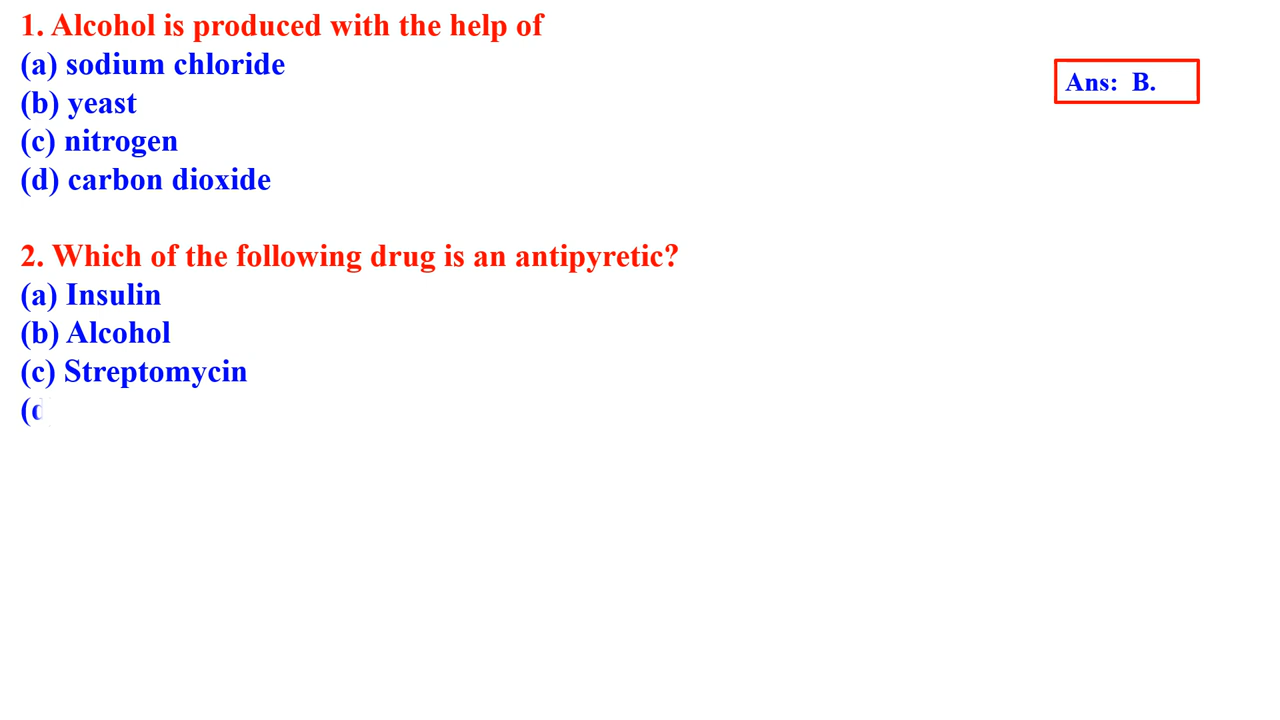 1. Alcohol is produced with the help of
(a) sodium chloride
Ans: B.
(b) yeast
(c) nitrogen
(d) carbon dioxide
2. Which of the following drug is an antipyretic?
(a) Insulin
(b) Alcohol
(c) Streptomycin
(d